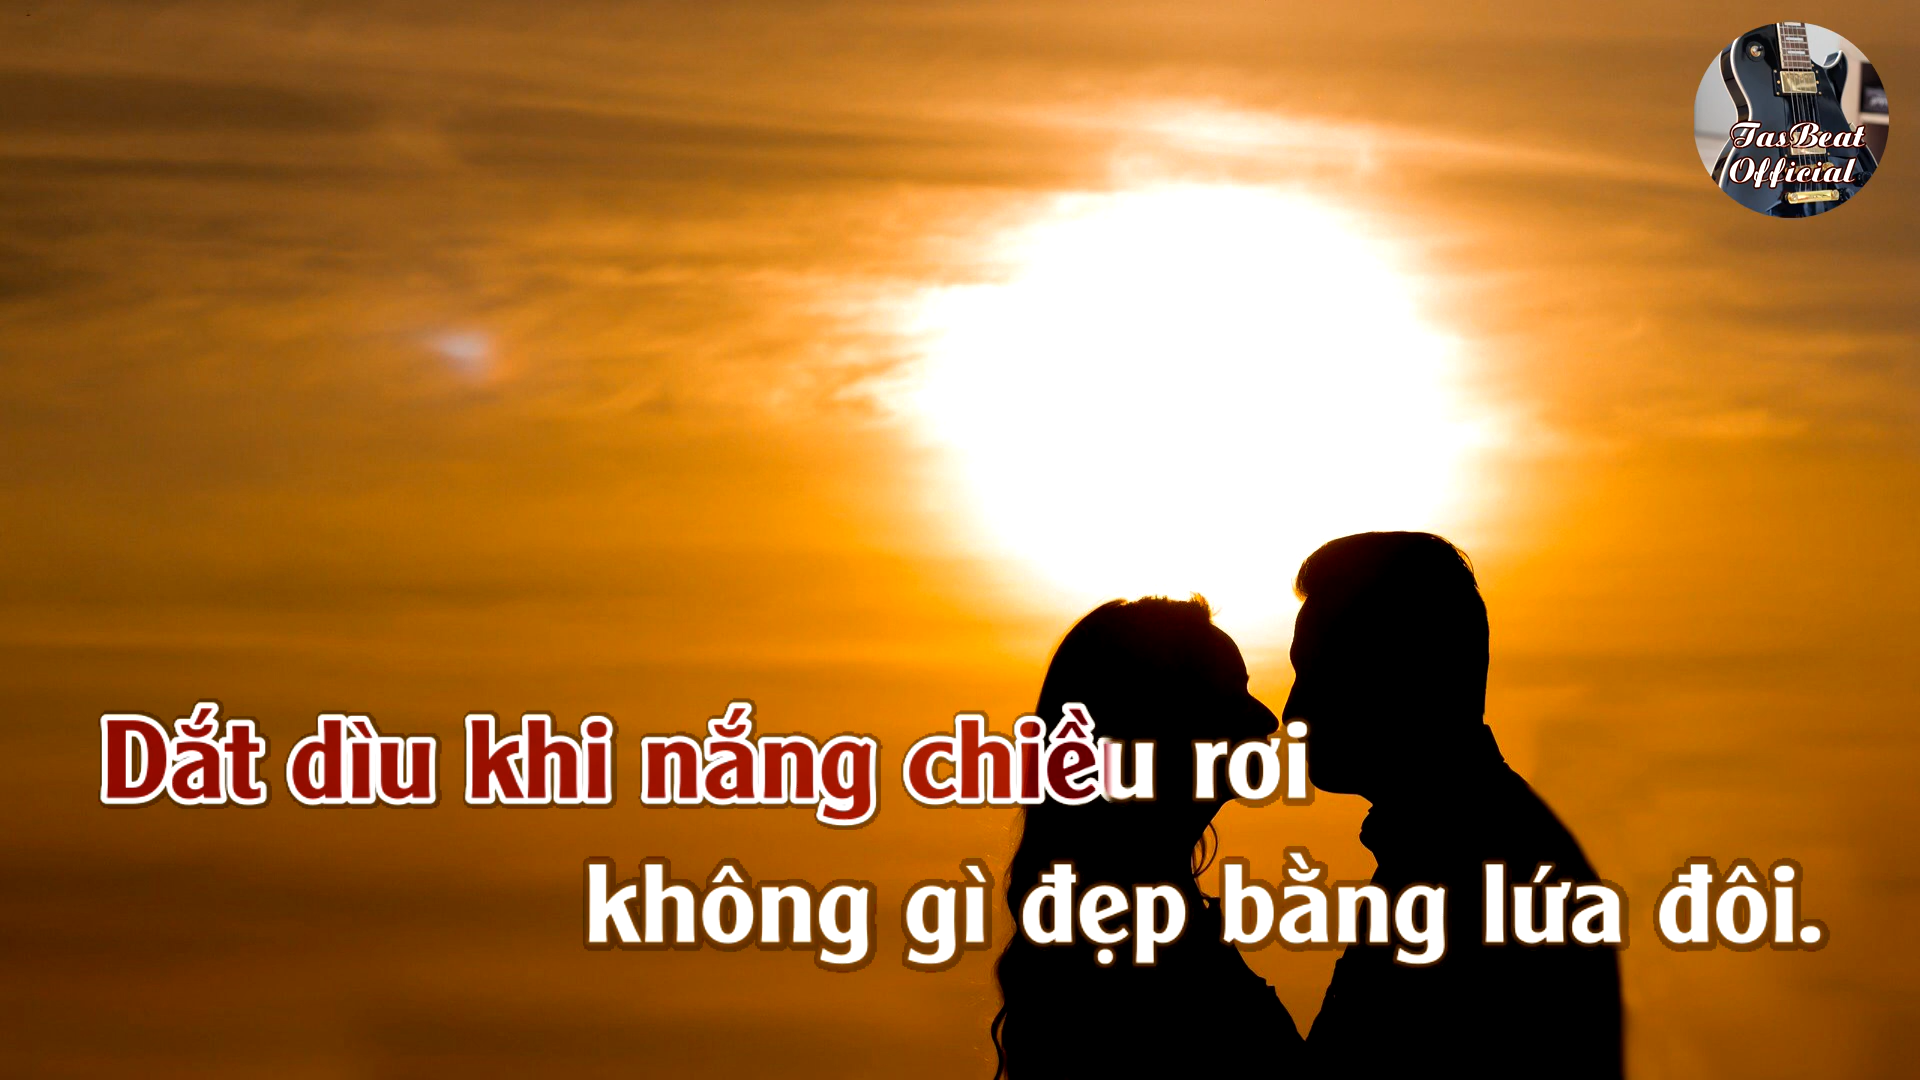 TasBeat
Official
Dắt dìu khi nắng chiều rơi
không gì đẹp bằng lứa đôi.